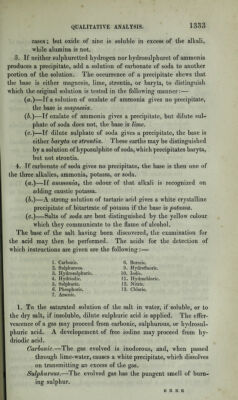 QUALITATIVE ANALYSIS. 1333
cases; but oxide of zinc is soluble in excess of the alkali,
while alumina is not.
3. If neither sulphuretted hydrogen nor hydrosulphuret of ammonia
produces a precipitate, add a solution of carbonate of soda to another
portion of the solution. The occurrence of a precipitate shews that
the base is either magnesia, lime, strontia, or baryta, to distinguish
which the original solution is tested in the following manner:—
(a.)—If a solution of oxalate of ammonia gives no precipitate,
the base is magnesia.
(b.)—If oxalate of ammonia gives a precipitate, but dilute sul-
phate of soda does not, the base is lime.
(c.)—If dilute sulphate of soda gives a precipitate, the base is
either baryta or strontia. These earths may be distinguished
by a solution of hyposulphite of soda, which precipitates baryta,
but not strontia.
4. If carbonate of soda gives no precipitate, the base is then one of
the three alkalies, ammonia, potassa, or soda.
(a.)—If ammonia, the odour of that alkali is recognized on
adding caustic potassa.
(b.)—A strong solution of tartaric acid gives a white crystalline
precipitate of bitartrate of potassa if the base is potassa.
(c.)—Salts of soda are best distinguished by the yellow colour
which they communicate to the flame of alcohol.
The base of the salt having been discovered, the examination for
the acid may then be performed. The acids for the detection of
which instructions are given are the following:—
1. Carbonic. 8. Boracic.
2. Sulphurous. 9. Hydrofluoric.
3. Hydrosulphuric. 10. Iodic.
4. Hydriodic. 11. Hydrochloric.
5. Sulphuric. 12. Nitric.
6. Phosphoric. 13. Chloric.
7. Arsenic.
1. To the saturated solution of the salt in water, if soluble, or to
the dry salt, if insoluble, dilute sulphuric acid is applied. The effer-
vescence of a gas may proceed from carbonic, sulphurous, or hydrosul-
phuric acid. A developement of free iodine may proceed from hy-
driodic acid.
Carbonic.—The gas evolved is inodorous, and, when passed
through lime-water, causes a white precipitate, which dissolves
on transmitting an excess of the gas.
Sulphurous.—The evolved gas has the pungent smell of burn-
ing sulphur.